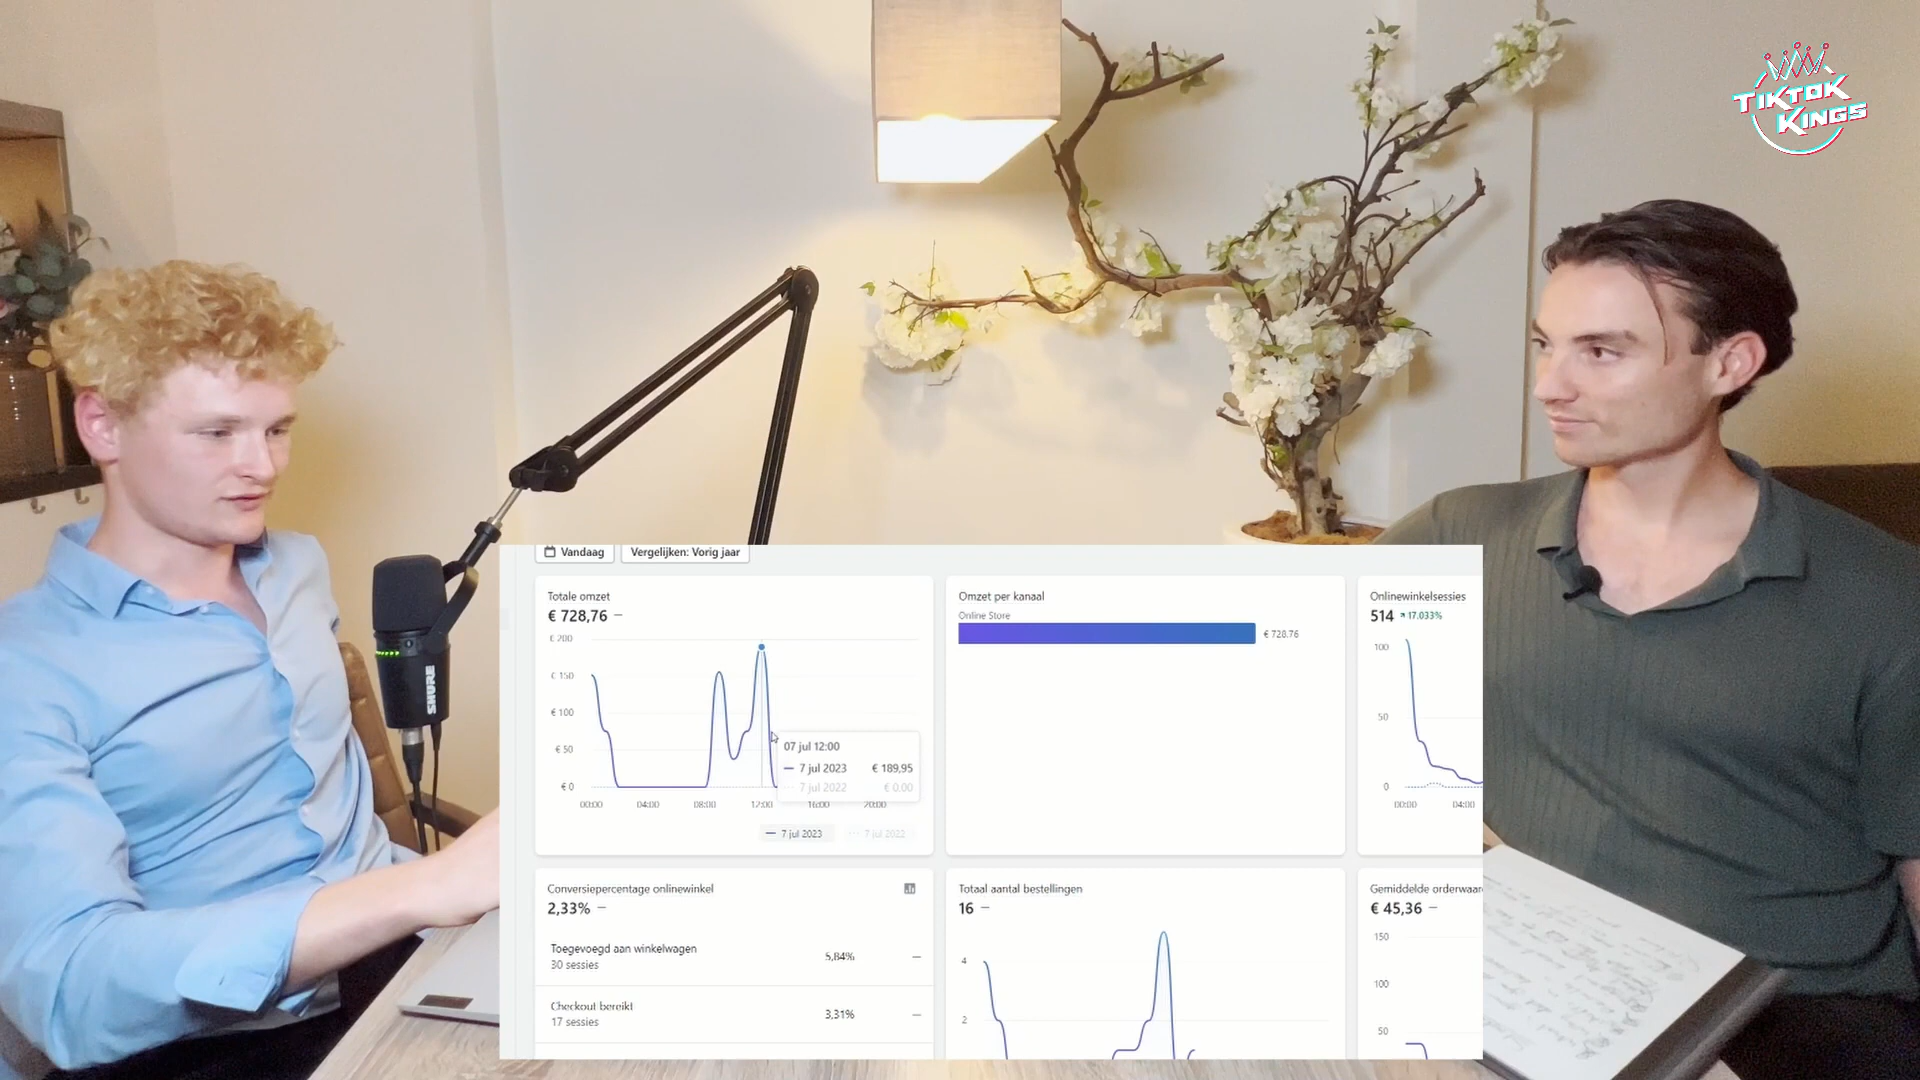 TIKTOK
KINGS
SHURE
Vandaag
Vergelijken: Vorig jaar
Totale omzet
€ 728,76 –
€ 200
€ 150
€ 100
€ 50
€ 0
00:00 04:00 08:00 12:00 16:00 20:00
07 jul 12:00
7 jul 2023 € 189,95
7 jul 2022 € 0.00
7 jul 2023 7 jul 2022
Omzet per kanaal
Online Store
€ 728.76
Onlinewinkelsessies
514 17.033%
100
50
0
00:00 04:00
Conversiepercentage onlinewinkel
2,33% –
Toegevoegd aan winkelwagen
30 sessies
5,84% –
Checkout bereikt
17 sessies
3,31% –
Totaal aantal bestellingen
16 –
4
2
Gemiddelde orderwaar
€ 45,36 –
150
100
50